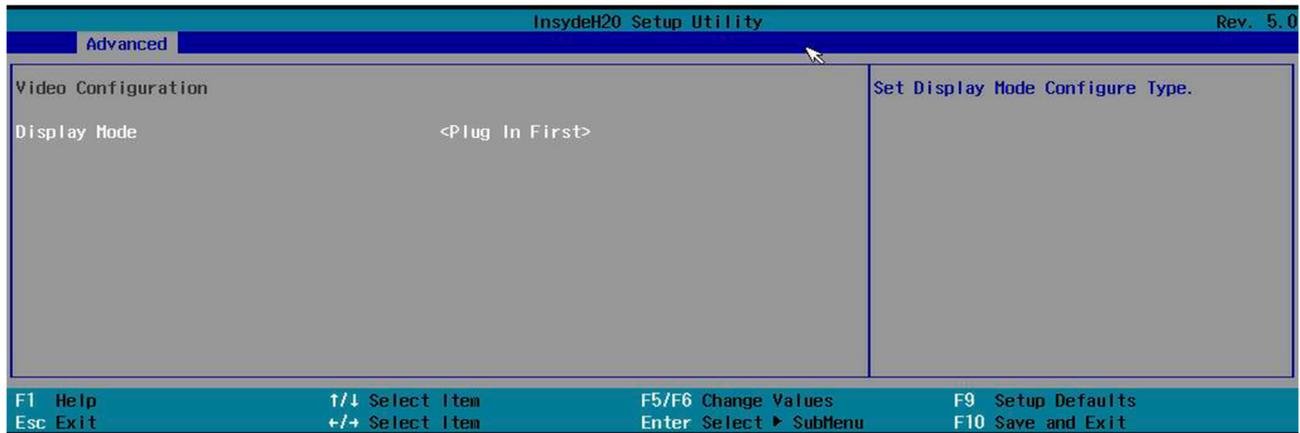 InsydeH20 Setup Utility Rev. 5.0
Advanced
Video Configuration
Set Display Mode Configure Type.
Display Mode <Plug In First>
F1 Help ↑/↓ Select Item F5/F6 Change Values F9 Setup Defaults
Esc Exit ←/→ Select Item Enter Select ▶ SubMenu F10 Save and Exit